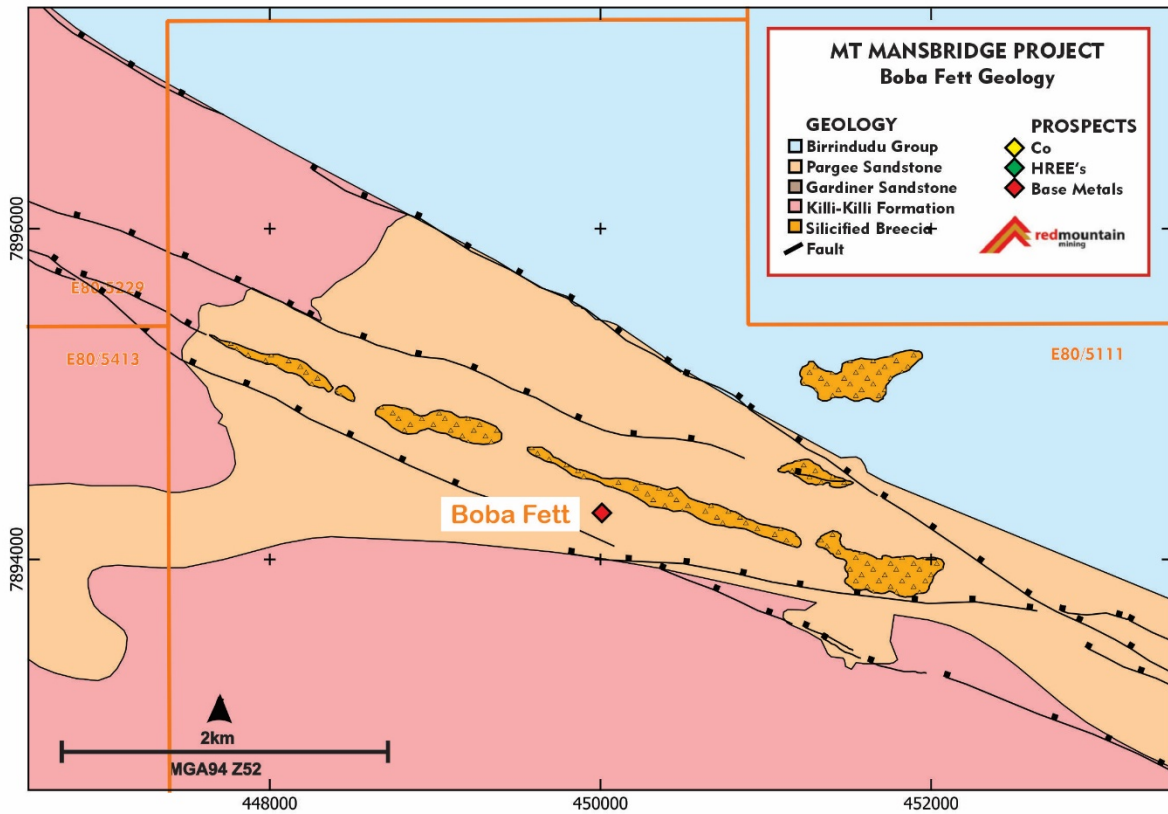 MT MANSBRIDGE PROJECT
Boba Fett Geology
GEOLOGY
Birrindudu Group
Pargee Sandstone
Gardiner Sandstone
Killi-Killi Formation
Silicified Breecia
Fault
PROSPECTS
Co
HREE's
Base Metals
redmountain
mining
7896000
E80/5229
E80/5413
E80/5111
Boba Fett
7894000
2km
MGA94 Z52
448000
450000
452000